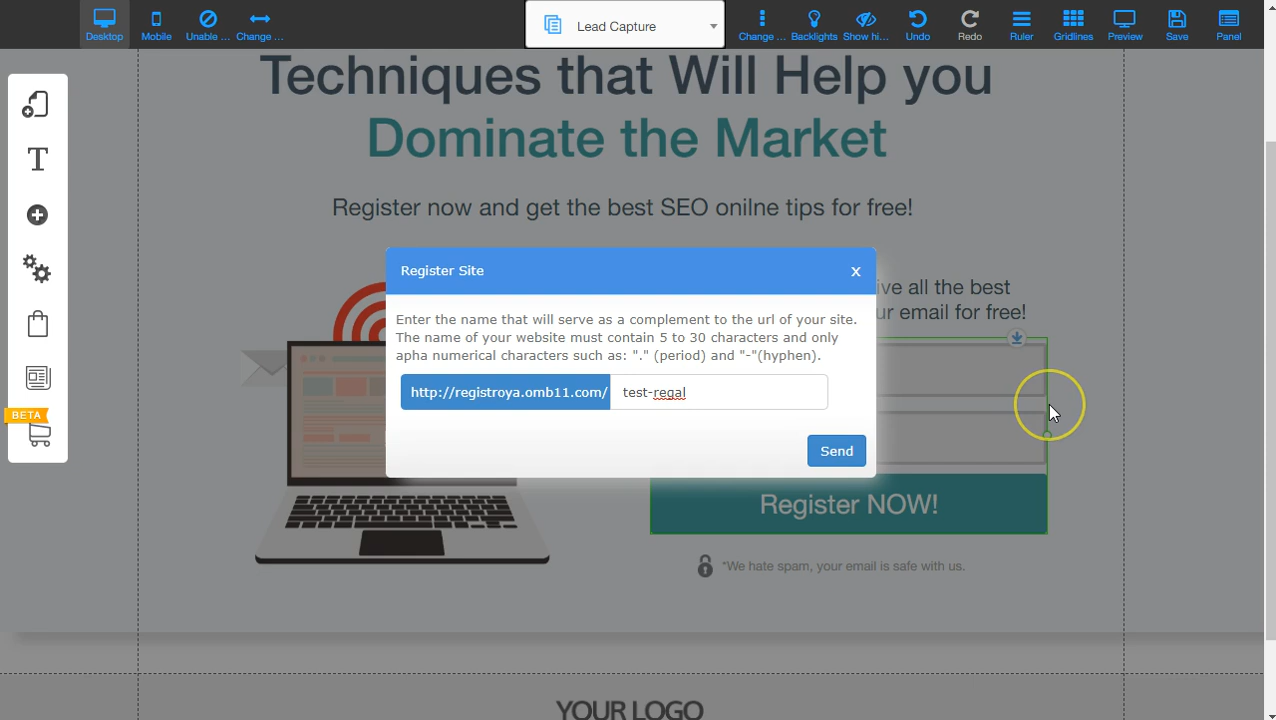 Desktop Mobile Unable ... Change ... Lead Capture Change ... Backlights Show hi... Undo Redo Ruler Gridlines Preview Save Panel
Techniques that Will Help you
Dominate the Market
Register now and get the best SEO onilne tips for free!
Register Site x
ive all the best
ur email for free!
Enter the name that will serve as a complement to the url of your site.
The name of your website must contain 5 to 30 characters and only
apha numerical characters such as: "." (period) and "-"(hyphen).
http://registroya.omb11.com/ test-regal
BETA
Send
Register NOW!
*We hate spam, your email is safe with us.
YOUR LOGO